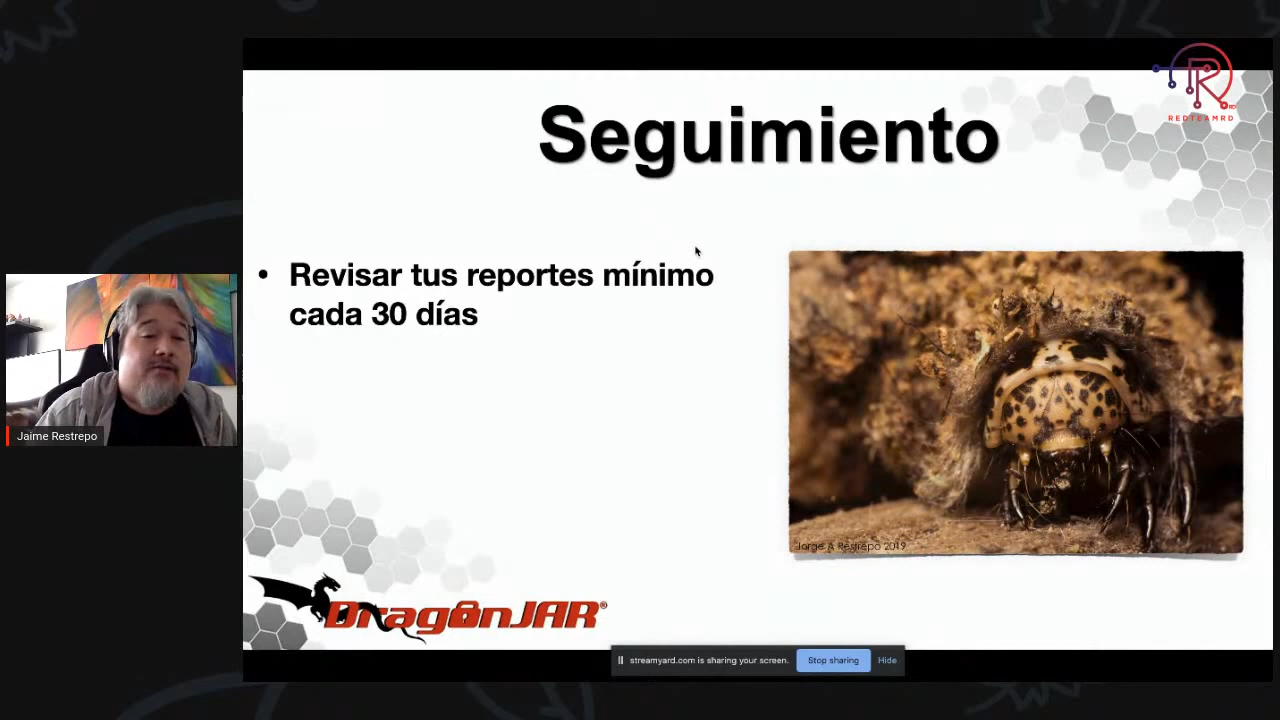 REDTEAMRD
Seguimiento
• Revisar tus reportes mínimo
cada 30 días
Jaime Restrepo
Jorge A Restrepo 2019
DragonJAR®
streamyard.com is sharing your screen.
Stop sharing
Hide